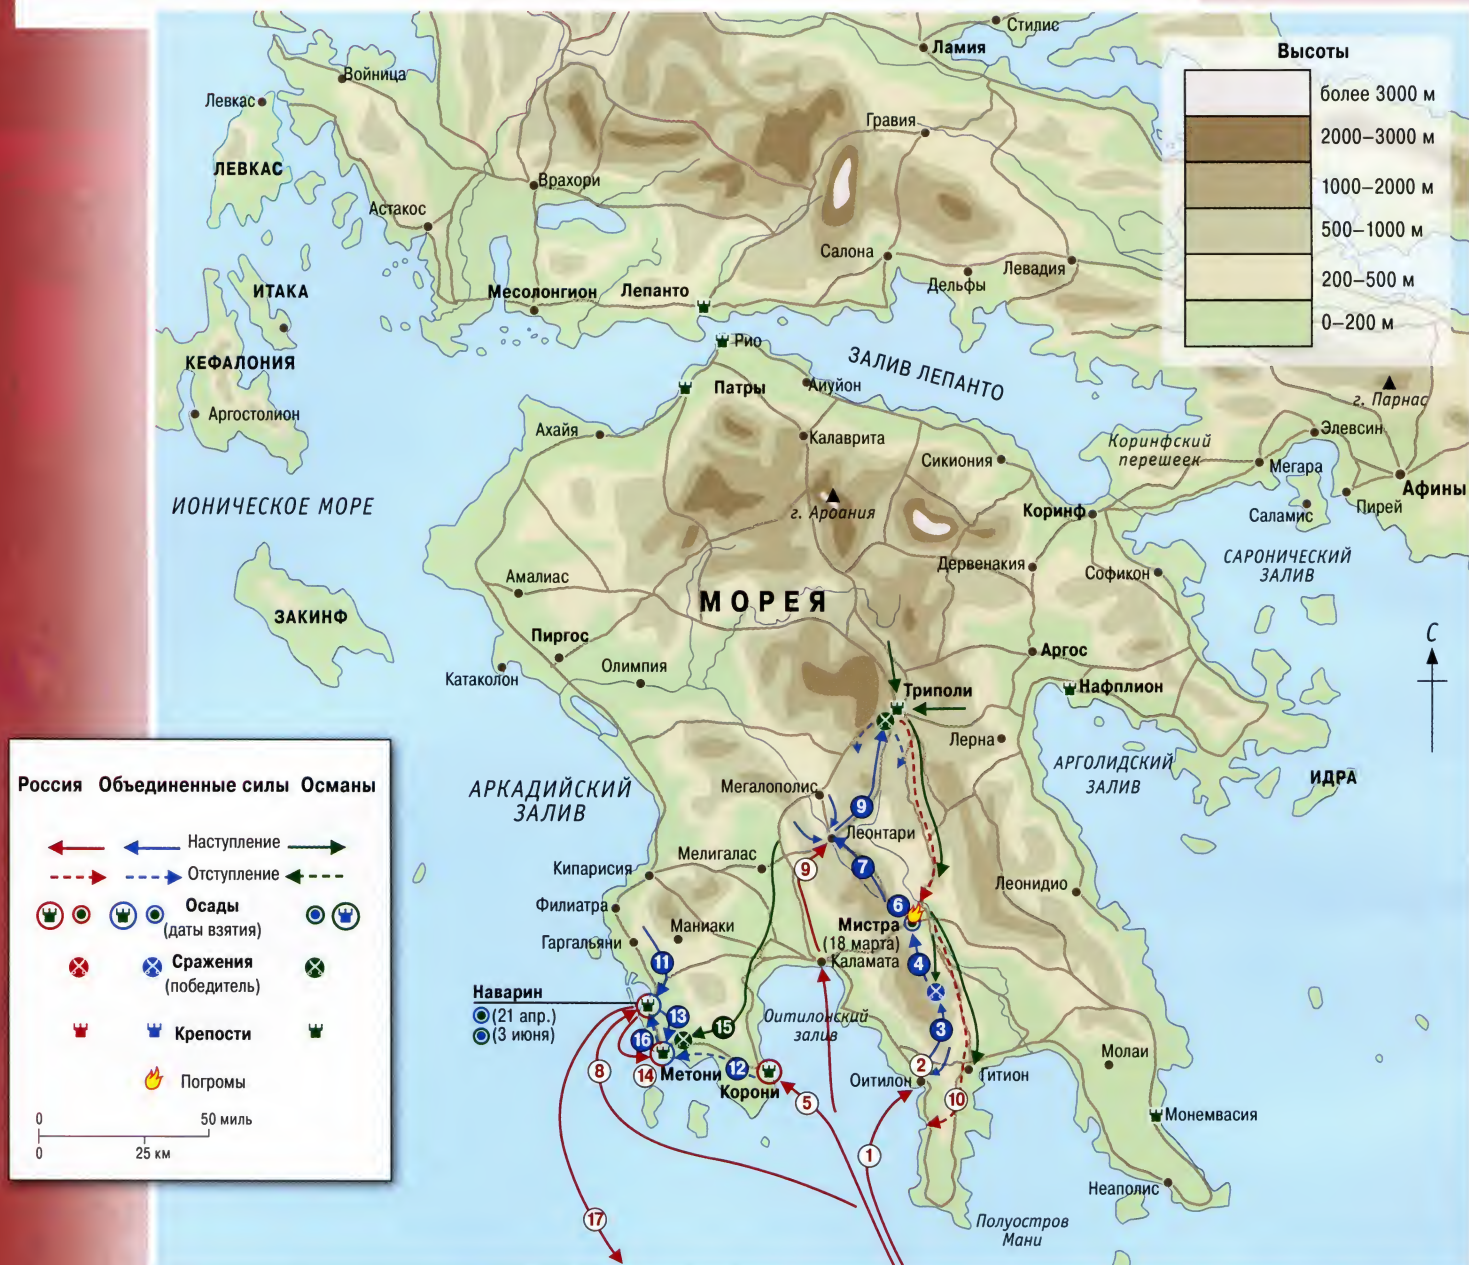 Стилис
Ламия
Войница
Левкас
Гравия
ЛЕВКАС
Врахори
Астакос
Салона
Левадия
Дельфы
ИТАКА
Месолонгион
Лепанто
Рио
КЕФАЛОНИЯ
Аргостолион
ЗАЛИВ ЛЕПАНТО
Патры
Аиуйон
Высоты
более 3000 м
2000–3000 м
1000–2000 м
500–1000 м
200–500 м
0–200 м
г. Парнас
Ахайя
Калаврита
Сикиония
Коринфский
перешеек
Элевсин
Мегара
Афины
Пирей
Саламис
ИОНИЧЕСКОЕ МОРЕ
г. Ароания
Коринф
САРОНИЧЕСКИЙ
ЗАЛИВ
Дервенакия
Софикон
Амалиас
МОРЕЯ
ЗАКИНФ
Пиргос
Олимпия
Катаколон
Аргос
С
Триполи
Нафплион
Лерна
АРГОЛИДСКИЙ
ЗАЛИВ
ИДРА
АРКАДИЙСКИЙ
ЗАЛИВ
Мегалополис
9
Леонтари
Мелигалас
9
7
Кипарисия
Леонидио
Филиатра
6
Мистра
(18 марта)
Маниаки
Гаргальяни
Каламата
11
4
Наварин
(21 апр.)
(3 июня)
13
15
16
Оитилонский
залив
3
8
14
Метони
12
Корони
2
Оитилон
Гитион
Молаи
5
10
Монемвасия
1
Неаполис
17
Полуостров
Мани
Россия Объединенные силы Османы
Наступление
Отступление
Осады
(даты взятия)
Сражения
(победитель)
Крепости
Погромы
0 50 миль
0 25 км